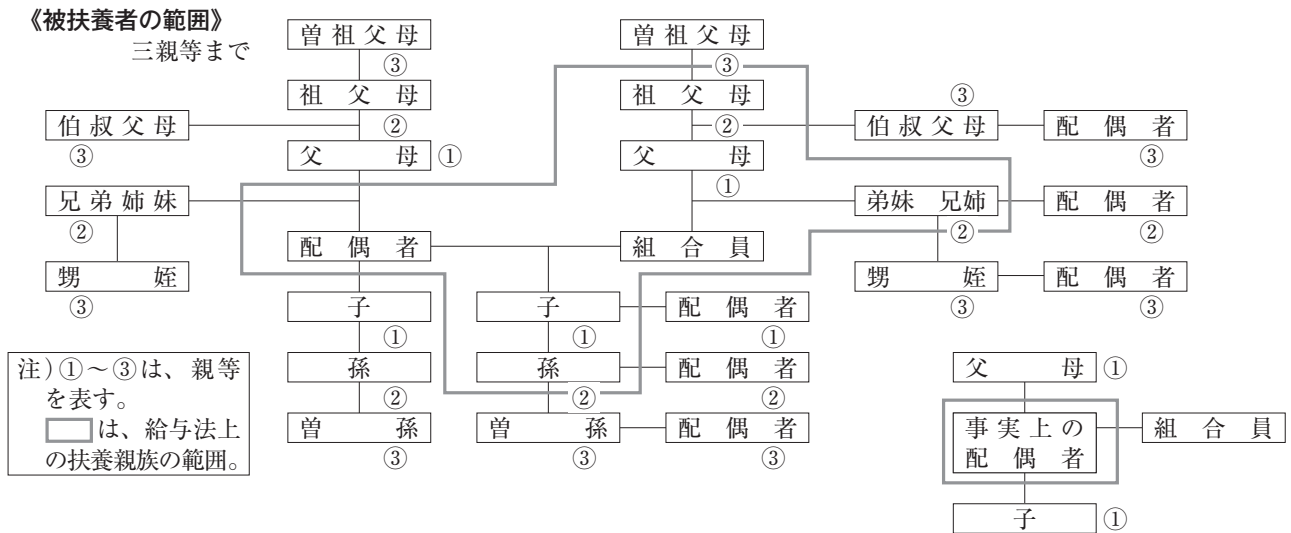 《被扶養者の範囲》
三親等まで
曽祖父母
③
曽祖父母
③
祖父母
②
祖父母
②
③
伯叔父母
③
伯叔父母
配偶者
③
父母
①
父母
①
兄弟姉妹
②
弟妹 兄姉
②
配偶者
②
配偶者
組合員
甥姪
③
甥姪
③
配偶者
③
子
①
子
①
配偶者
①
孫
②
孫
②
配偶者
②
曽孫
③
曽孫
③
配偶者
③
注)①~③は、親等
を表す。
は、給与法上
の扶養親族の範囲。
父母
①
事実上の
配偶者
組合員
子
①